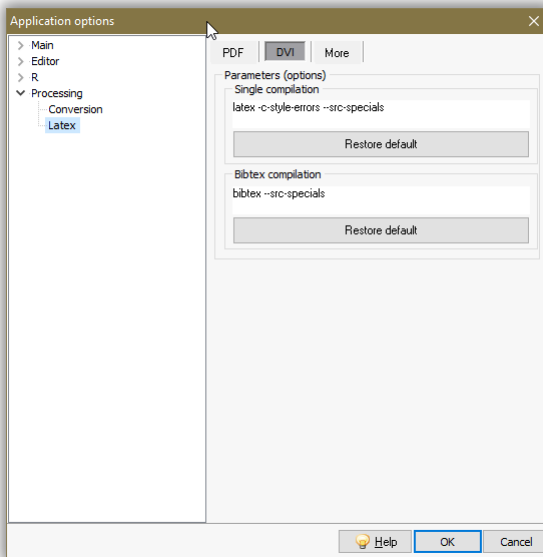 Application options
Main
Editor
R
Processing
Conversion
Latex
PDF DVI More
Parameters (options)
Single compilation
latex -c-style-errors --src-specials
Restore default
Bibtex compilation
bibtex --src-specials
Restore default
Help OK Cancel